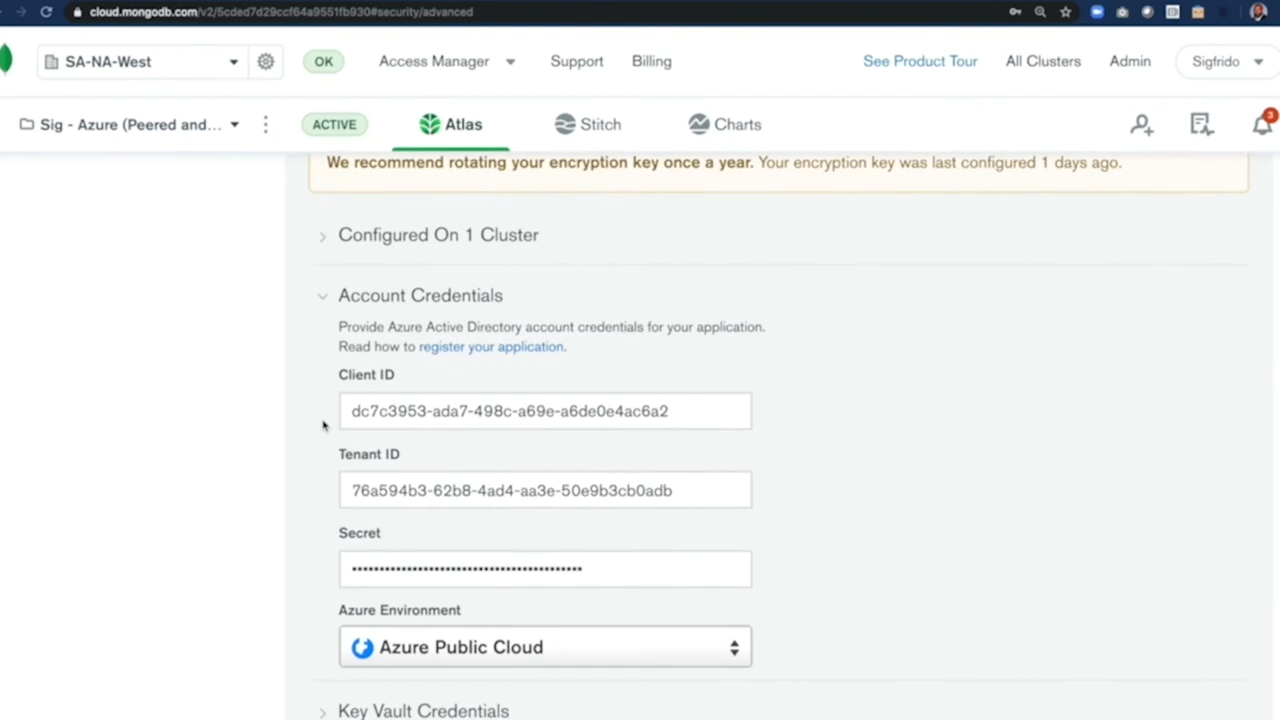 cloud.mongodb.com/v2/5cded7d29ccf64a9551fb930#security/advanced
SA-NA-West
OK
Access Manager
Support
Billing
See Product Tour
All Clusters
Admin
Sigfrido
Sig - Azure (Peered and...
ACTIVE
Atlas
Stitch
Charts
3
We recommend rotating your encryption key once a year. Your encryption key was last configured 1 days ago.
Configured On 1 Cluster
Account Credentials
Provide Azure Active Directory account credentials for your application.
Read how to register your application.
Client ID
dc7c3953-ada7-498c-a69e-a6de0e4ac6a2
Tenant ID
76a594b3-62b8-4ad4-aa3e-50e9b3cb0adb
Secret
Azure Environment
Azure Public Cloud
Key Vault Credentials